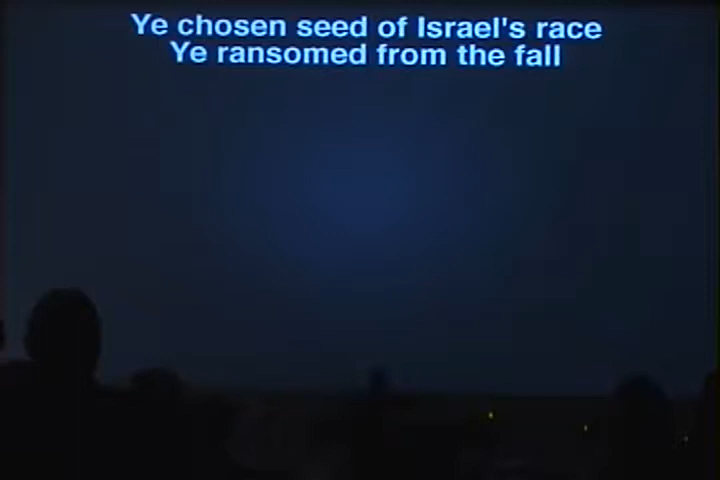 Ye chosen seed of Israel's race
Ye ransomed from the fall